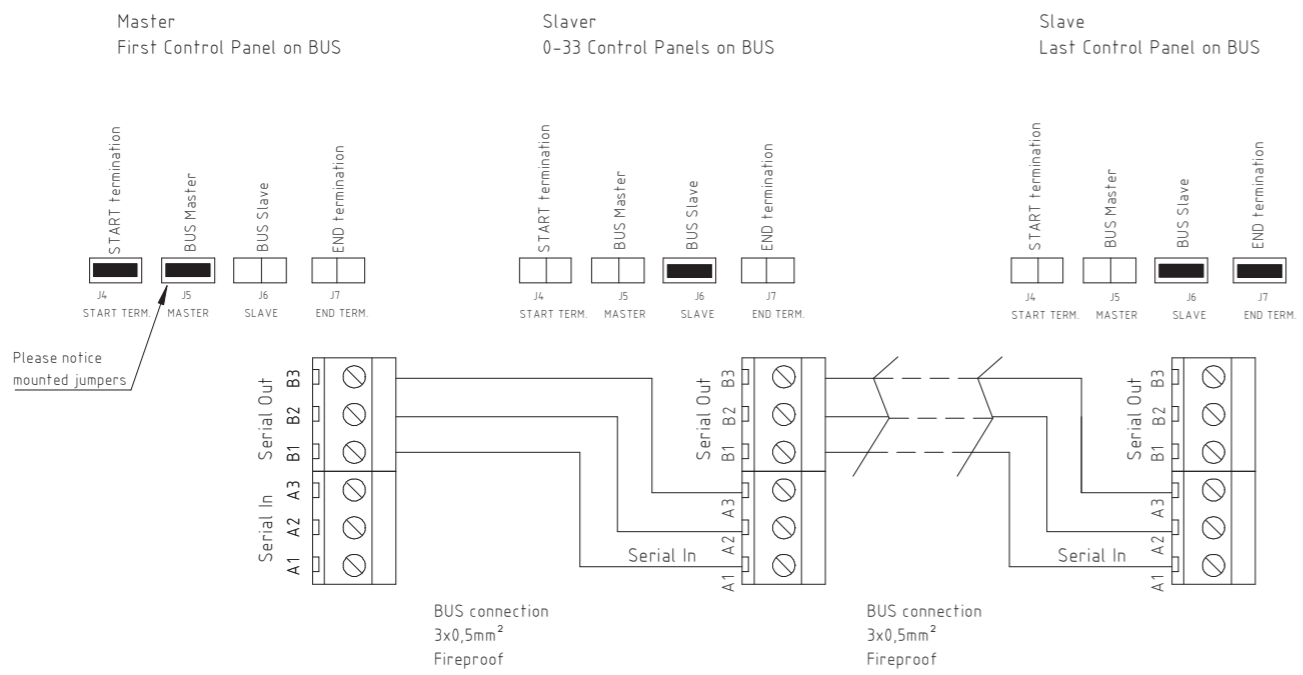 Master
First Control Panel on BUS
Slaver
0-33 Control Panels on BUS
Slave
Last Control Panel on BUS
START termination
BUS Master
BUS Slave
END termination
START termination
BUS Master
BUS Slave
END termination
START termination
BUS Master
BUS Slave
END termination
J4
START TERM.
J5
MASTER
J6
SLAVE
J7
END TERM.
J4
START TERM.
J5
MASTER
J6
SLAVE
J7
END TERM.
J4
START TERM.
J5
MASTER
J6
SLAVE
J7
END TERM.
Please notice
mounted jumpers
Serial Out
B3
B2
B1
Serial In
A3
A2
A1
Serial Out
B3
B2
B1
Serial In
A3
A2
A1
Serial Out
B3
B2
B1
Serial In
A3
A2
A1
BUS connection
3x0,5mm²
Fireproof
BUS connection
3x0,5mm²
Fireproof